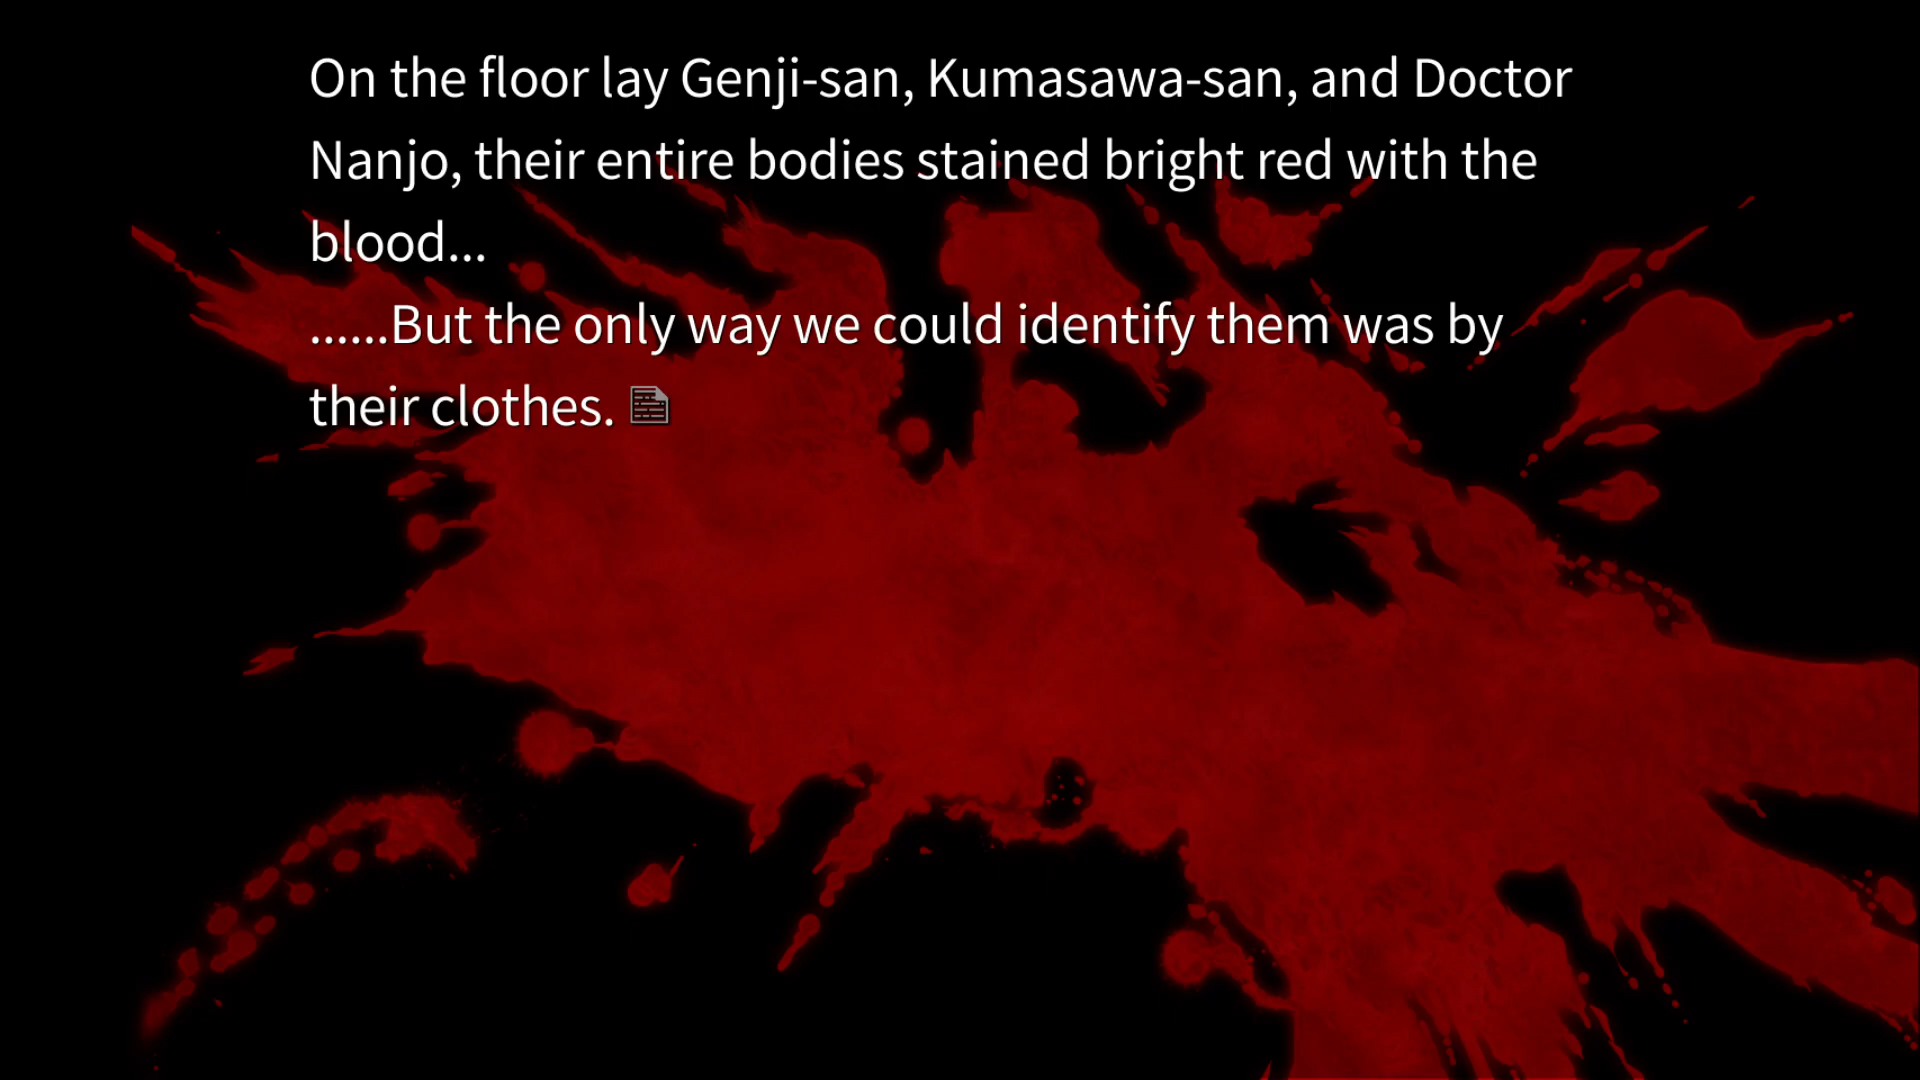 On the floor lay Genji-san, Kumasawa-san, and Doctor
Nanjo, their entire bodies stained bright red with the
blood...
......But the only way we could identify them was by
their clothes.